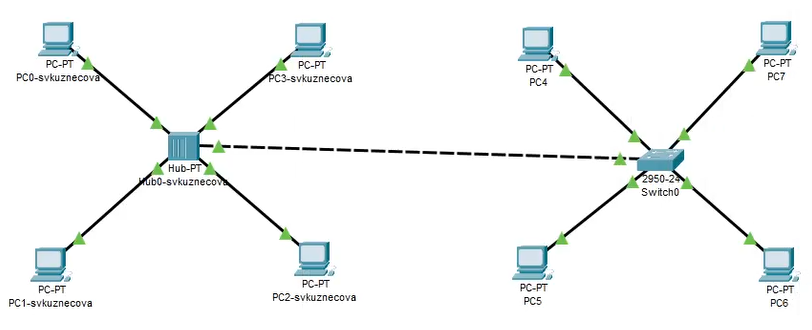 PC-PT
PC0-svkuznecova
PC-PT
PC3-svkuznecova
PC-PT
PC4
PC-PT
PC7
Hub-PT
Hub0-svkuznecova
2950-24
Switch0
PC-PT
PC1-svkuznecova
PC-PT
PC2-svkuznecova
PC-PT
PC5
PC-PT
PC6